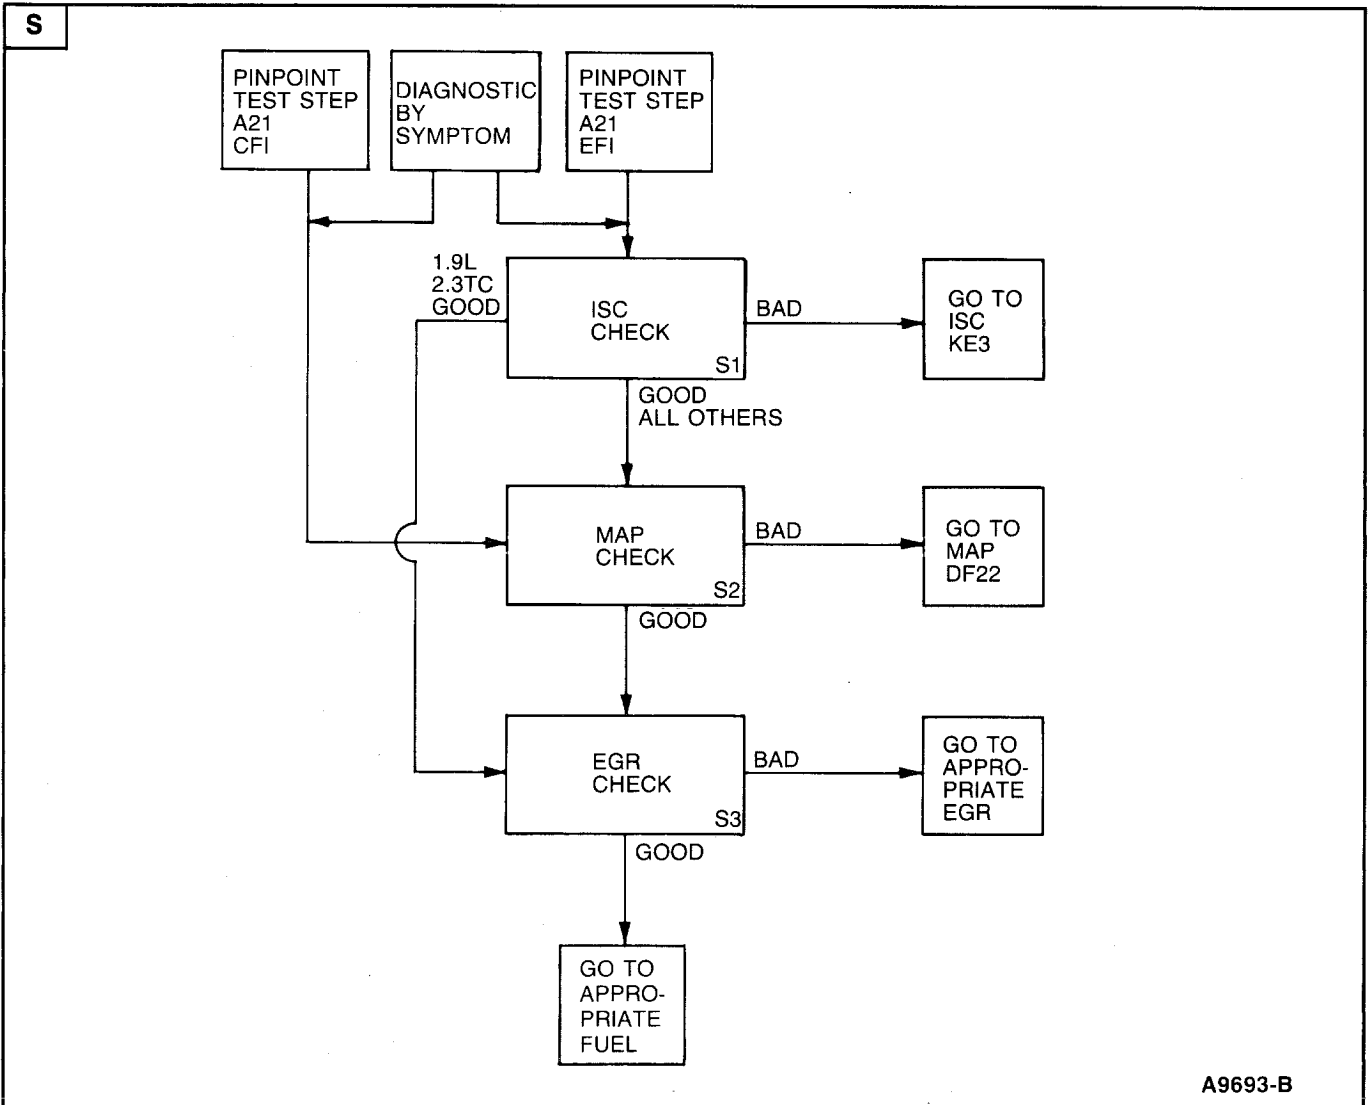 S
PINPOINT
TEST STEP
A21
CFI
DIAGNOSTIC
BY
SYMPTOM
PINPOINT
TEST STEP
A21
EFI
1.9L
2.3TC
GOOD
ISC
CHECK
S1
BAD
GO TO
ISC
KE3
GOOD
ALL OTHERS
MAP
CHECK
S2
BAD
GO TO
MAP
DF22
GOOD
EGR
CHECK
S3
BAD
GO TO
APPRO-
PRIATE
EGR
GOOD
GO TO
APPRO-
PRIATE
FUEL
A9693-B